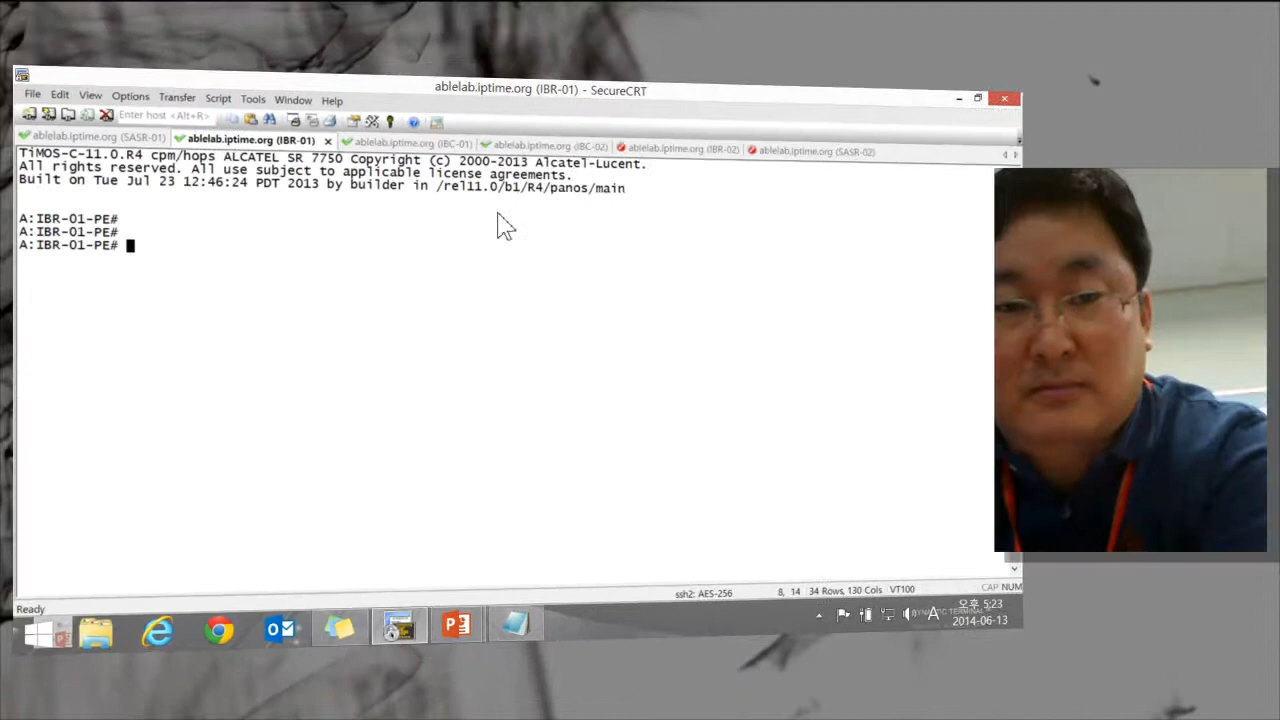 ablelab.iptime.org (IBR-01) - SecureCRT
File Edit View Options Transfer Script Tools Window Help
Enter host <Alt+R>
ablelab.iptime.org (SASR-01) ablelab.iptime.org (IBR-01) ablelab.iptime.org (IBC-01) ablelab.iptime.org (IBC-02) ablelab.iptime.org (IBR-02) ablelab.iptime.org (SASR-02)
TiMOS-C-11.0.R4 cpm/hops ALCATEL SR 7750 Copyright (c) 2000-2013 Alcatel-Lucent.
All rights reserved. All use subject to applicable license agreements.
Built on Tue Jul 23 12:46:24 PDT 2013 by builder in /rel11.0/b1/R4/panos/main
A:IBR-01-PE#
A:IBR-01-PE#
A:IBR-01-PE#
Ready ssh2: AES-256 8, 14 34 Rows, 130 Cols VT100 CAP NUM
A 오후 5:23
2014-06-13